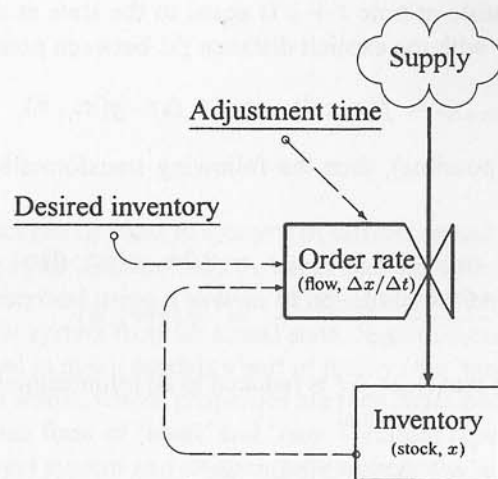 Supply
Adjustment time
Desired inventory
Order rate
(flow, Δx/Δt)
Inventory
(stock, x)